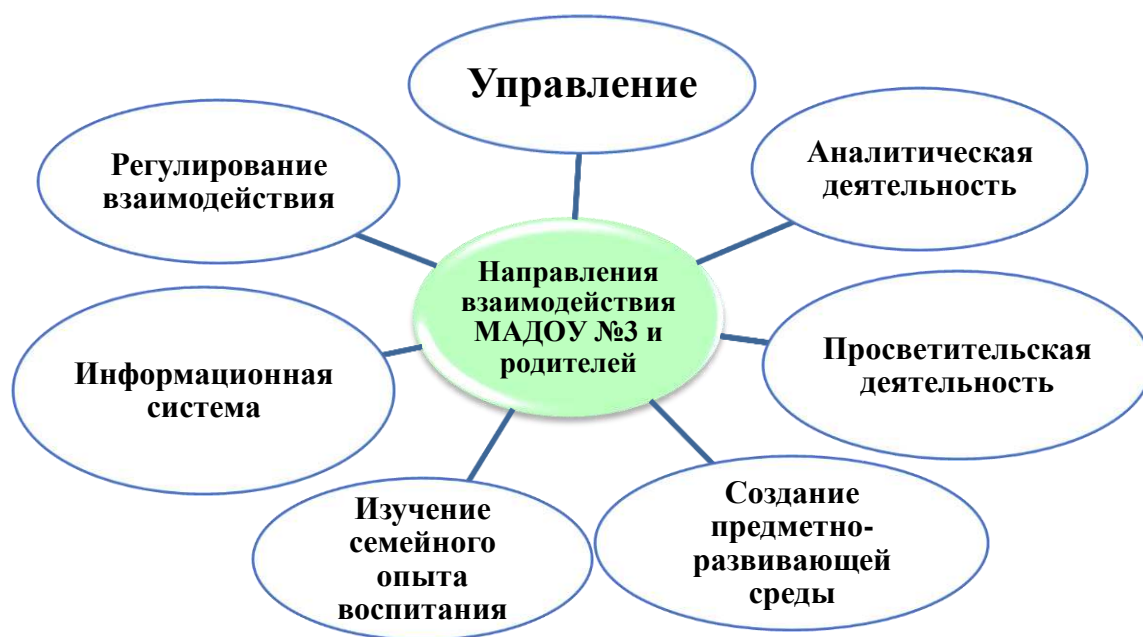 Управление
Регулирование
взаимодействия
Аналитическая
деятельность
Направления
взаимодействия
МАДОУ №3 и
родителей
Информационная
система
Просветительская
деятельность
Изучение
семейного
опыта
воспитания
Создание
предметно-
развивающей
среды